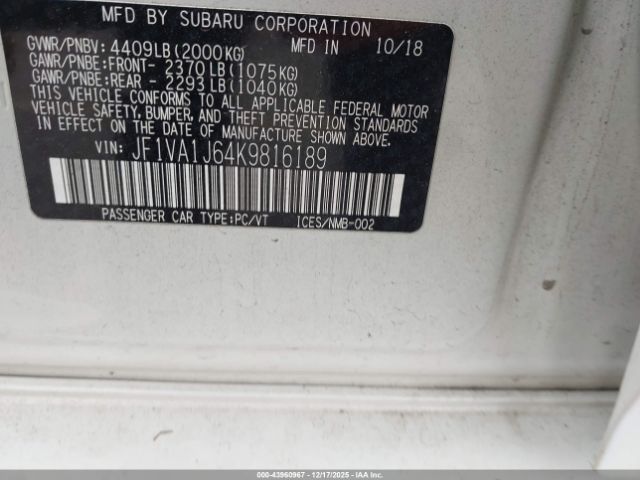 MFD BY SUBARU CORPORATION
GVWR/PNBV: 4409LB(2000KG) MFD IN 10/18
GAWR/PNBE:FRONT- 2370LB(1075KG)
GAWR/PNBE:REAR - 2293LB(1040KG)
THIS VEHICLE CONFORMS TO ALL APPLICABLE FEDERAL MOTOR
VEHICLE SAFETY, BUMPER, AND THEFT PREVENTION STANDARDS
IN EFFECT ON THE DATE OF MANUFACTURE SHOWN ABOVE.
VIN: JF1VA1J64K9816189
PASSENGER CAR TYPE:PC/VT ICES/NMB-002
000-43960967 - 12/17/2025 - IAAI.COM